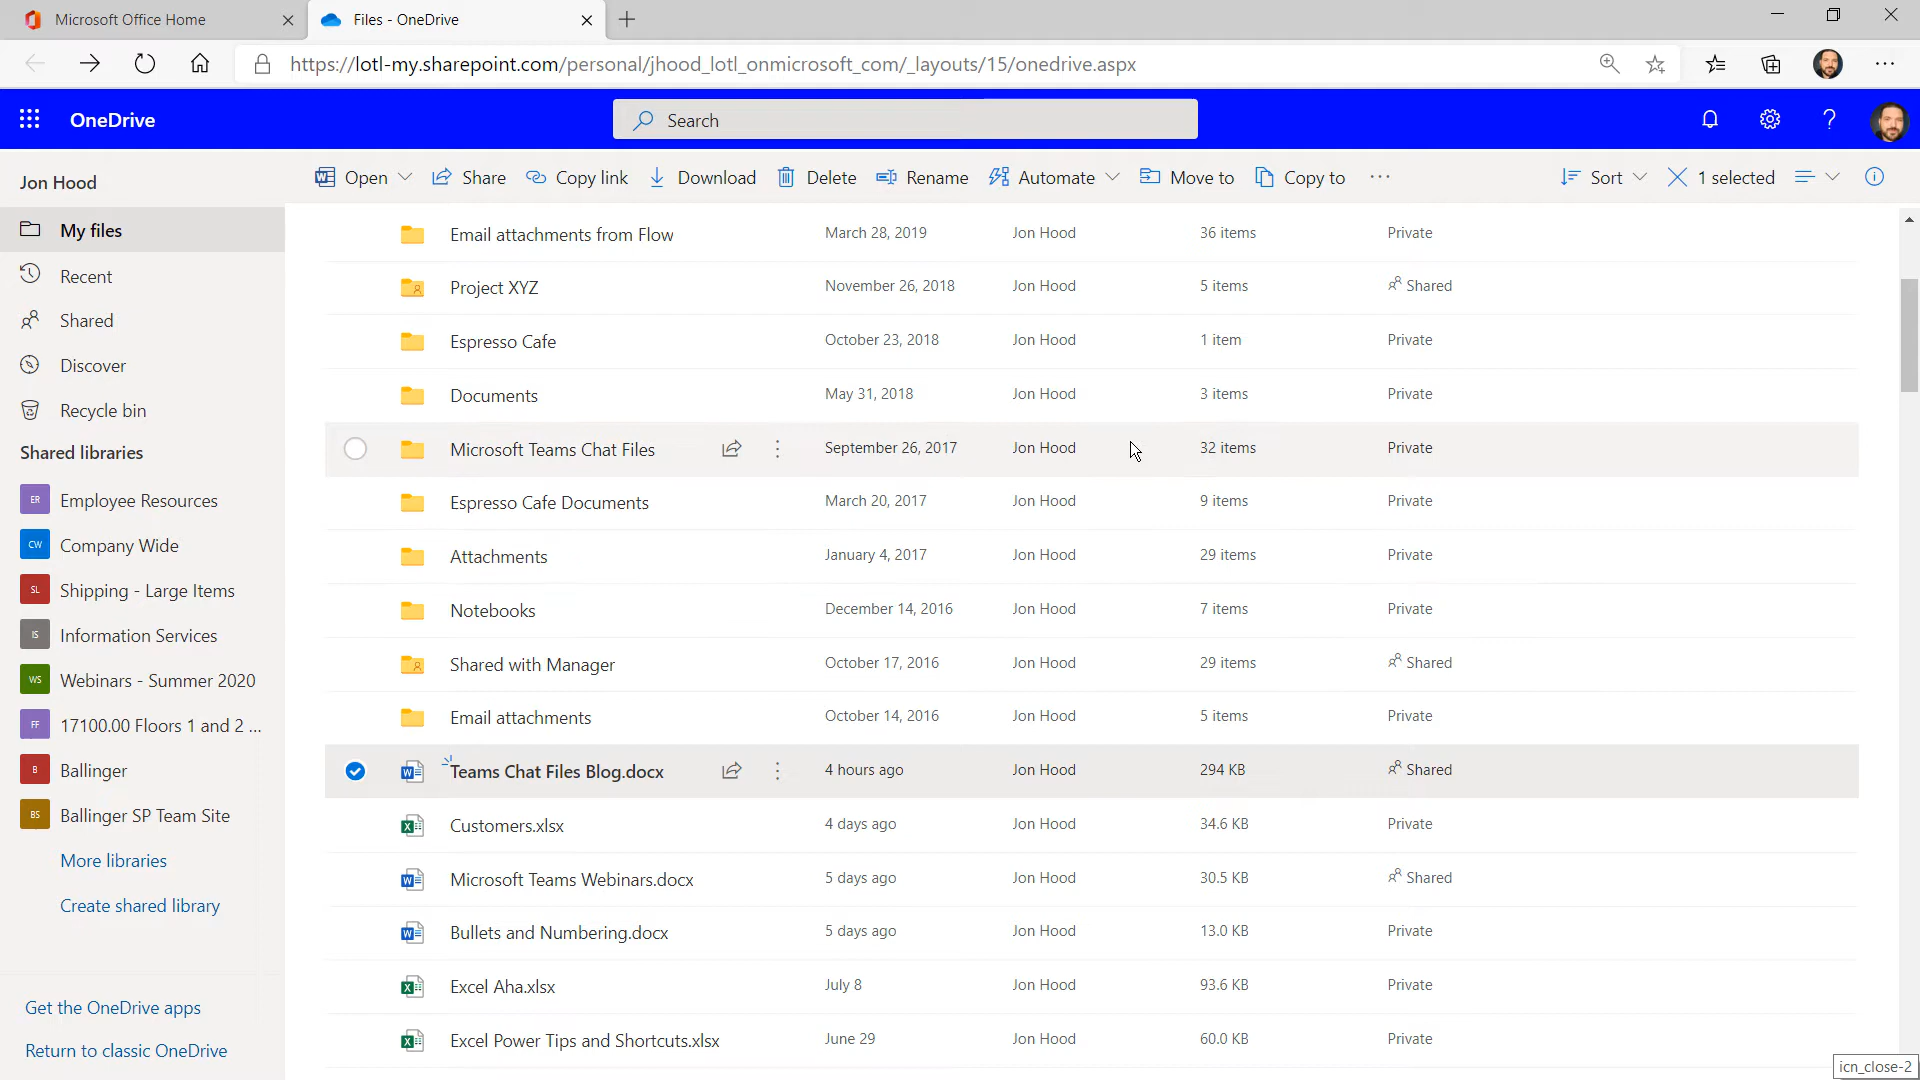 Microsoft Office Home
Files - OneDrive
https://lotl-my.sharepoint.com/personal/jhood_lotl_onmicrosoft_com/_layouts/15/onedrive.aspx
OneDrive
Search
Jon Hood
Open Share Copy link Download Delete Rename Automate Move to Copy to Sort 1 selected
My files
Recent
Shared
Discover
Recycle bin
Shared libraries
ER Employee Resources
CW Company Wide
SL Shipping - Large Items
IS Information Services
WS Webinars - Summer 2020
FF 17100.00 Floors 1 and 2 ...
B Ballinger
BS Ballinger SP Team Site
More libraries
Create shared library
Get the OneDrive apps
Return to classic OneDrive
Email attachments from Flow March 28, 2019 Jon Hood 36 items Private
Project XYZ November 26, 2018 Jon Hood 5 items Shared
Espresso Cafe October 23, 2018 Jon Hood 1 item Private
Documents May 31, 2018 Jon Hood 3 items Private
Microsoft Teams Chat Files September 26, 2017 Jon Hood 32 items Private
Espresso Cafe Documents March 20, 2017 Jon Hood 9 items Private
Attachments January 4, 2017 Jon Hood 29 items Private
Notebooks December 14, 2016 Jon Hood 7 items Private
Shared with Manager October 17, 2016 Jon Hood 29 items Shared
Email attachments October 14, 2016 Jon Hood 5 items Private
Teams Chat Files Blog.docx 4 hours ago Jon Hood 294 KB Shared
Customers.xlsx 4 days ago Jon Hood 34.6 KB Private
Microsoft Teams Webinars.docx 5 days ago Jon Hood 30.5 KB Shared
Bullets and Numbering.docx 5 days ago Jon Hood 13.0 KB Private
Excel Aha.xlsx July 8 Jon Hood 93.6 KB Private
Excel Power Tips and Shortcuts.xlsx June 29 Jon Hood 60.0 KB Private
icn_close-2